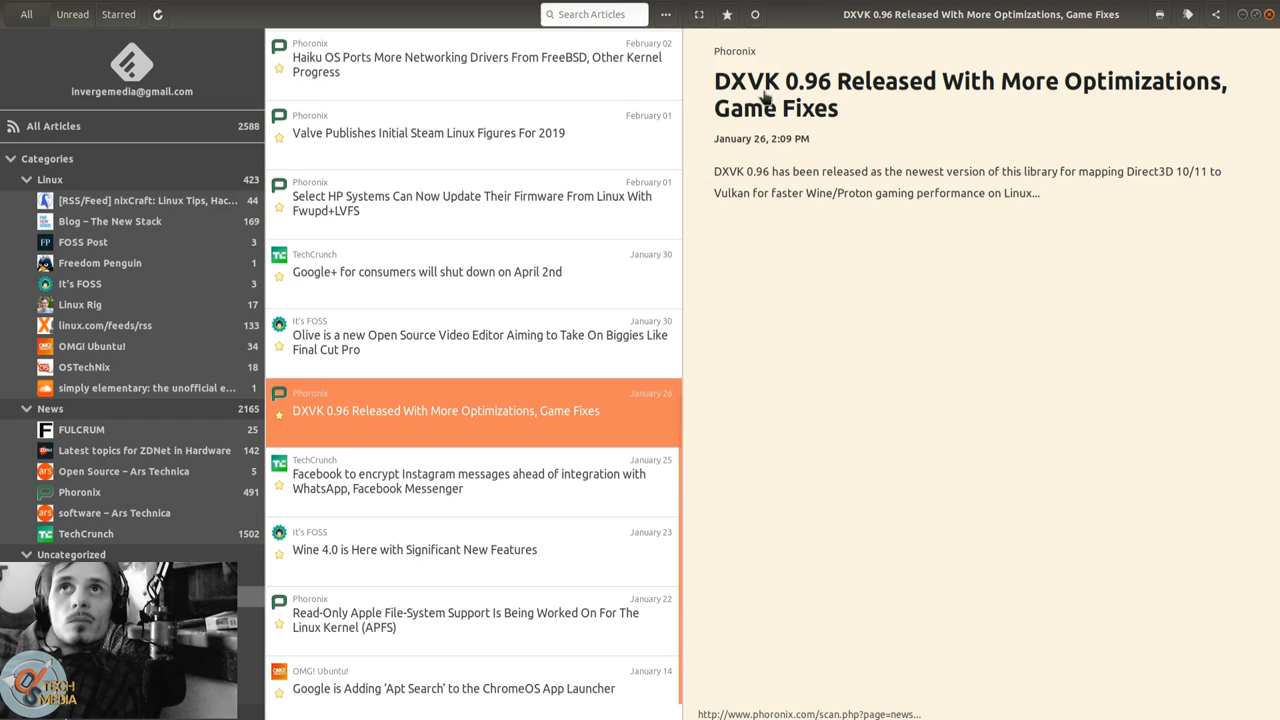 All
Unread
Starred
Search Articles
DXVK 0.96 Released With More Optimizations, Game Fixes
invergemedia@gmail.com
All Articles 2588
Categories
Linux 423
[RSS/Feed] nixCraft: Linux Tips, Hac... 44
Blog – The New Stack 169
FOSS Post 3
Freedom Penguin 1
It's FOSS 3
Linux Rig 17
linux.com/feeds/rss 133
OMG! Ubuntu! 34
OSTechNix 18
simply elementary: the unofficial e... 1
News 2165
FULCRUM 25
Latest topics for ZDNet in Hardware 142
Open Source – Ars Technica 5
Phoronix 491
software – Ars Technica
TechCrunch 1502
Uncategorized
TECH
MEDIA
Phoronix February 02
Haiku OS Ports More Networking Drivers From FreeBSD, Other Kernel
Progress
Phoronix February 01
Valve Publishes Initial Steam Linux Figures For 2019
Phoronix February 01
Select HP Systems Can Now Update Their Firmware From Linux With
Fwupd+LVFS
TechCrunch January 30
Google+ for consumers will shut down on April 2nd
It's FOSS January 30
Olive is a new Open Source Video Editor Aiming to Take On Biggies Like
Final Cut Pro
Phoronix January 26
DXVK 0.96 Released With More Optimizations, Game Fixes
TechCrunch January 25
Facebook to encrypt Instagram messages ahead of integration with
WhatsApp, Facebook Messenger
It's FOSS January 23
Wine 4.0 is Here with Significant New Features
Phoronix January 22
Read-Only Apple File-System Support Is Being Worked On For The
Linux Kernel (APFS)
OMG! Ubuntu! January 14
Google is Adding ‘Apt Search’ to the ChromeOS App Launcher
Phoronix
DXVK 0.96 Released With More Optimizations,
Game Fixes
January 26, 2:09 PM
DXVK 0.96 has been released as the newest version of this library for mapping Direct3D 10/11 to
Vulkan for faster Wine/Proton gaming performance on Linux...
http://www.phoronix.com/scan.php?page=news...